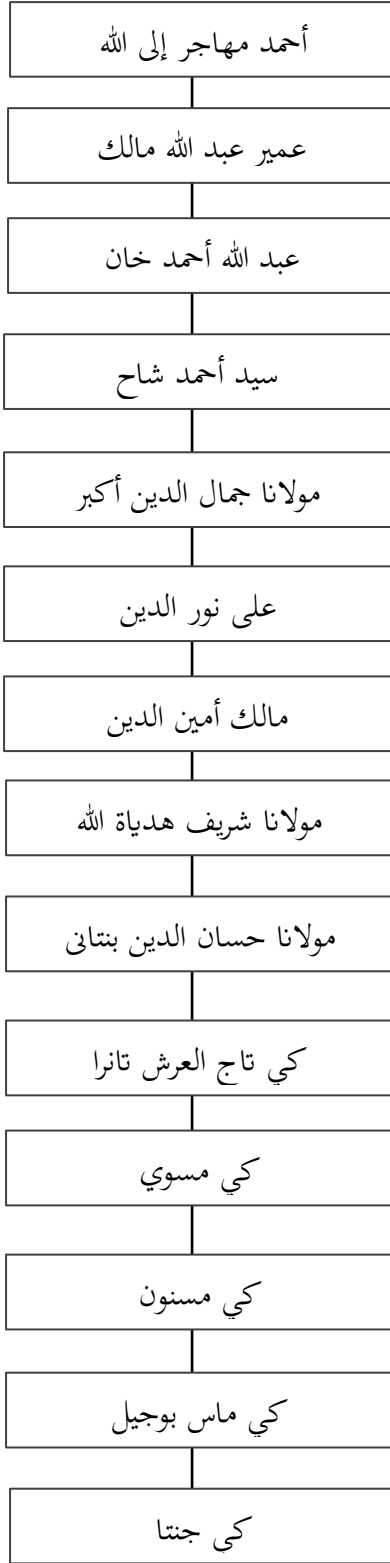 أحمد مهاجر إلى الله
عمير عبد الله مالك
عبد الله أحمد خان
سيد أحمد شاح
مولانا جمال الدين أكبر
على نور الدين
مالك أمين الدين
مولانا شريف هدياة الله
مولانا حسان الدين بنتانى
كي تاج العرش تانرا
كي مسوي
كي مسنون
كي ماس بوجيل
كي جنتا